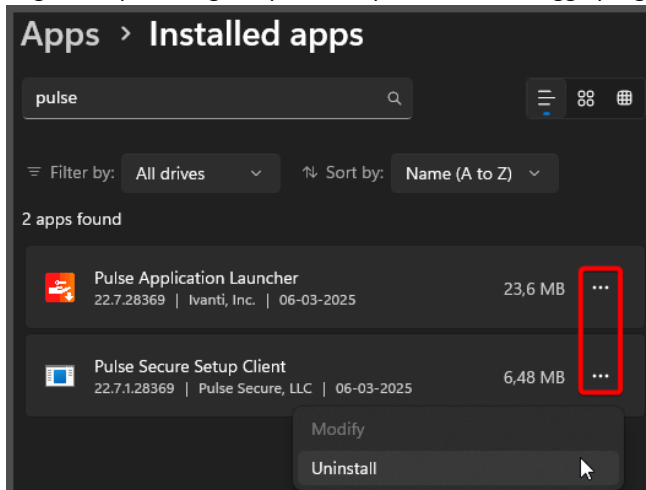 Apps > Installed apps
pulse
Filter by: All drives Sort by: Name (A to Z)
2 apps found
Pulse Application Launcher
22.7.28369 | Ivanti, Inc. | 06-03-2025 23,6 MB
Pulse Secure Setup Client
22.7.1.28369 | Pulse Secure, LLC | 06-03-2025 6,48 MB
Modify
Uninstall